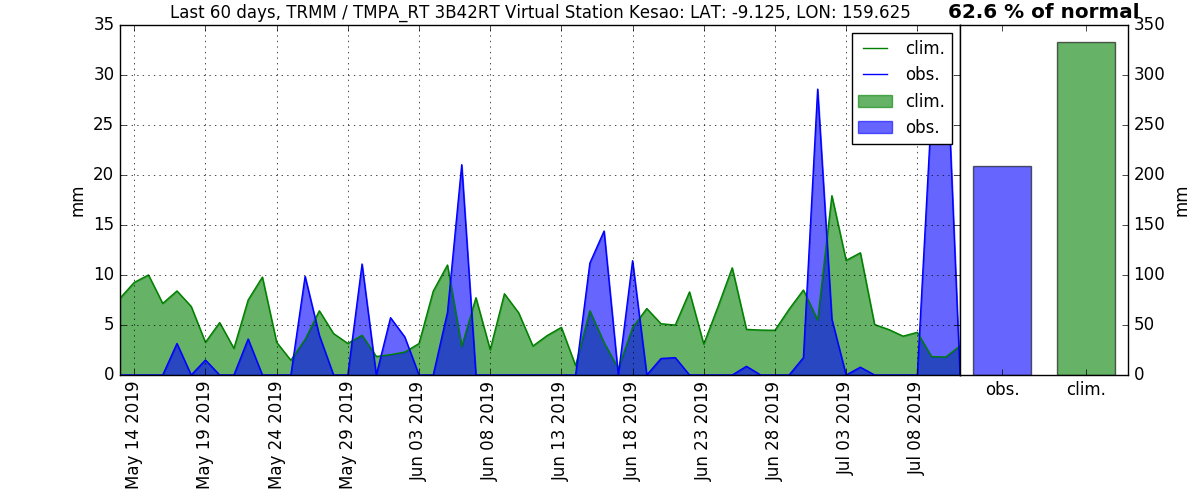 Last 60 days, TRMM / TMPA_RT 3B42RT Virtual Station Kesao: LAT: -9.125, LON: 159.625
62.6 % of normal
35
30
25
20
15
10
5
0
mm
clim.
obs.
clim.
obs.
350
300
250
200
150
100
50
0
mm
obs.
clim.
May 14 2019
May 19 2019
May 24 2019
May 29 2019
Jun 03 2019
Jun 08 2019
Jun 13 2019
Jun 18 2019
Jun 23 2019
Jun 28 2019
Jul 03 2019
Jul 08 2019